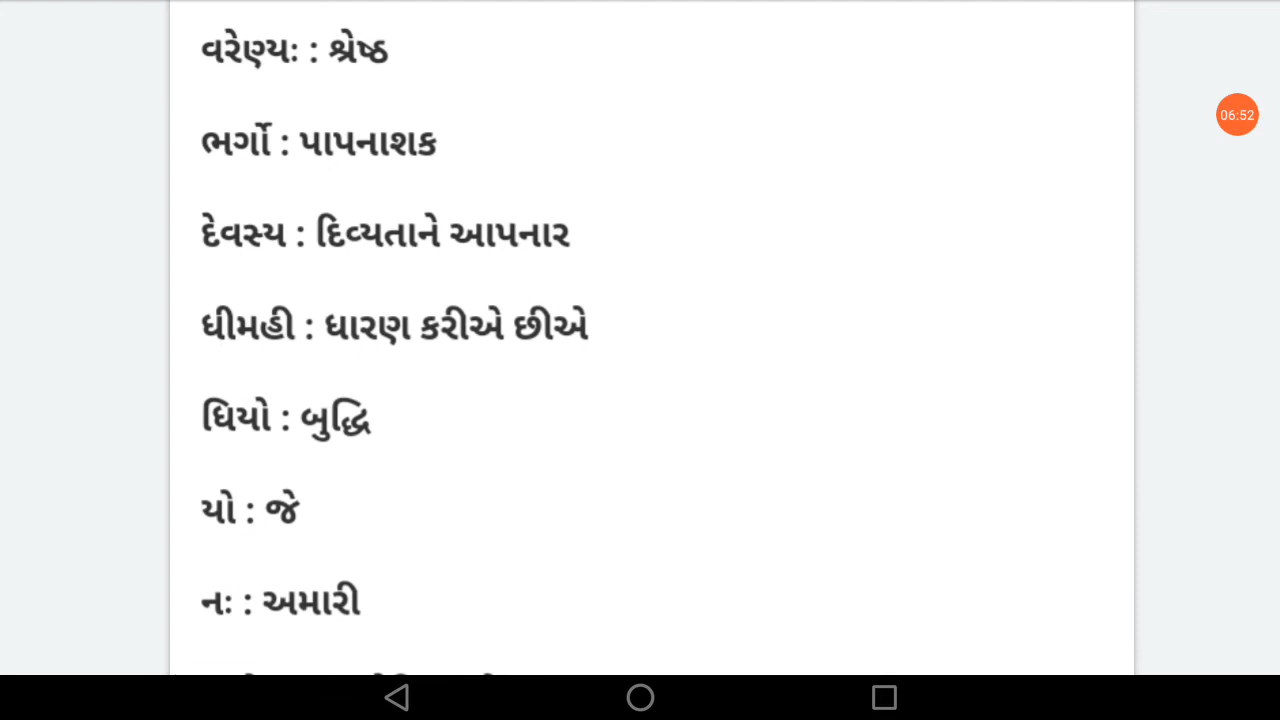 વરેણ્યઃ : શ્રેષ્ઠ
06:52
ભર્ગો : પાપનાશક
દેવસ્ય : દિવ્યતાને આપનાર
ધીમહી : ધારણ કરીએ છીએ
ધિયો : બુદ્ધિ
યો : જે
નઃ : અમારી